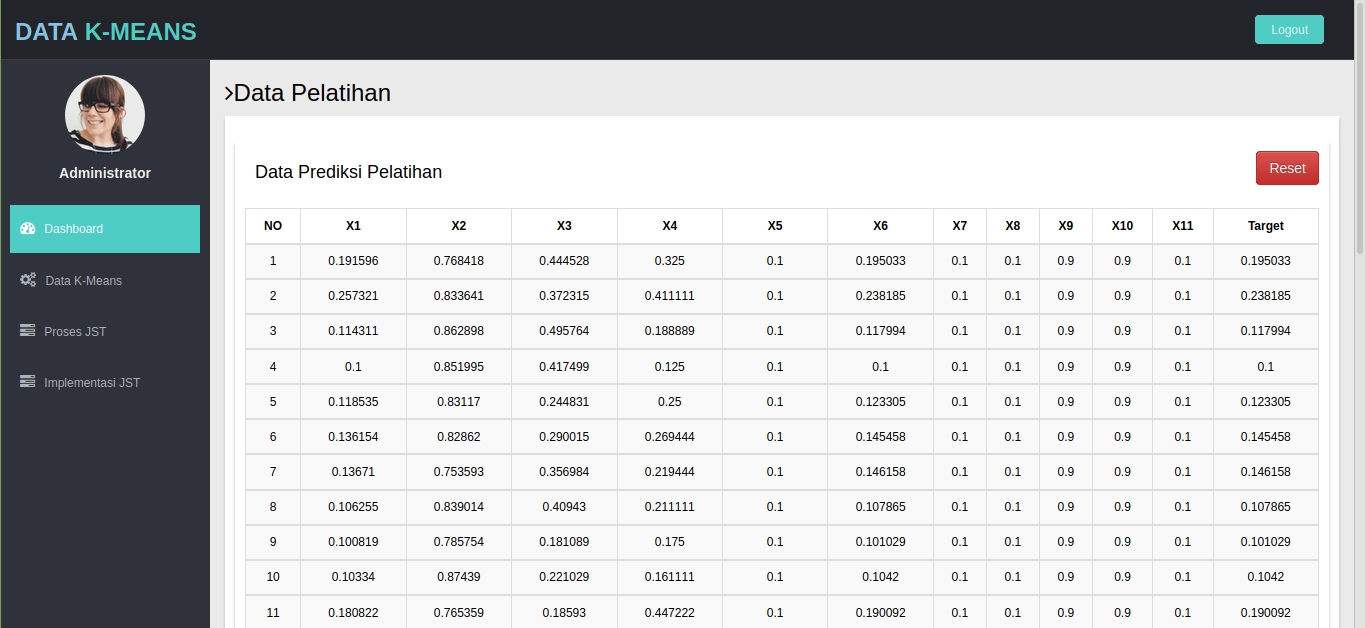 DATA K-MEANS
Logout
Administrator
Dashboard
Data K-Means
Proses JST
Implementasi JST
Data Pelatihan
Data Prediksi Pelatihan
Reset
NO X1 X2 X3 X4 X5 X6 X7 X8 X9 X10 X11 Target
1 0.191596 0.768418 0.444528 0.325 0.1 0.195033 0.1 0.1 0.9 0.9 0.1 0.195033
2 0.257321 0.833641 0.372315 0.411111 0.1 0.238185 0.1 0.1 0.9 0.9 0.1 0.238185
3 0.114311 0.862898 0.495764 0.188889 0.1 0.117994 0.1 0.1 0.9 0.9 0.1 0.117994
4 0.1 0.851995 0.417499 0.125 0.1 0.1 0.1 0.1 0.9 0.9 0.1 0.1
5 0.118535 0.83117 0.244831 0.25 0.1 0.123305 0.1 0.1 0.9 0.9 0.1 0.123305
6 0.136154 0.82862 0.290015 0.269444 0.1 0.145458 0.1 0.1 0.9 0.9 0.1 0.145458
7 0.13671 0.753593 0.356984 0.219444 0.1 0.146158 0.1 0.1 0.9 0.9 0.1 0.146158
8 0.106255 0.839014 0.40943 0.211111 0.1 0.107865 0.1 0.1 0.9 0.9 0.1 0.107865
9 0.100819 0.785754 0.181089 0.175 0.1 0.101029 0.1 0.1 0.9 0.9 0.1 0.101029
10 0.10334 0.87439 0.221029 0.161111 0.1 0.1042 0.1 0.1 0.9 0.9 0.1 0.1042
11 0.180822 0.765359 0.18593 0.447222 0.1 0.190092 0.1 0.1 0.9 0.9 0.1 0.190092